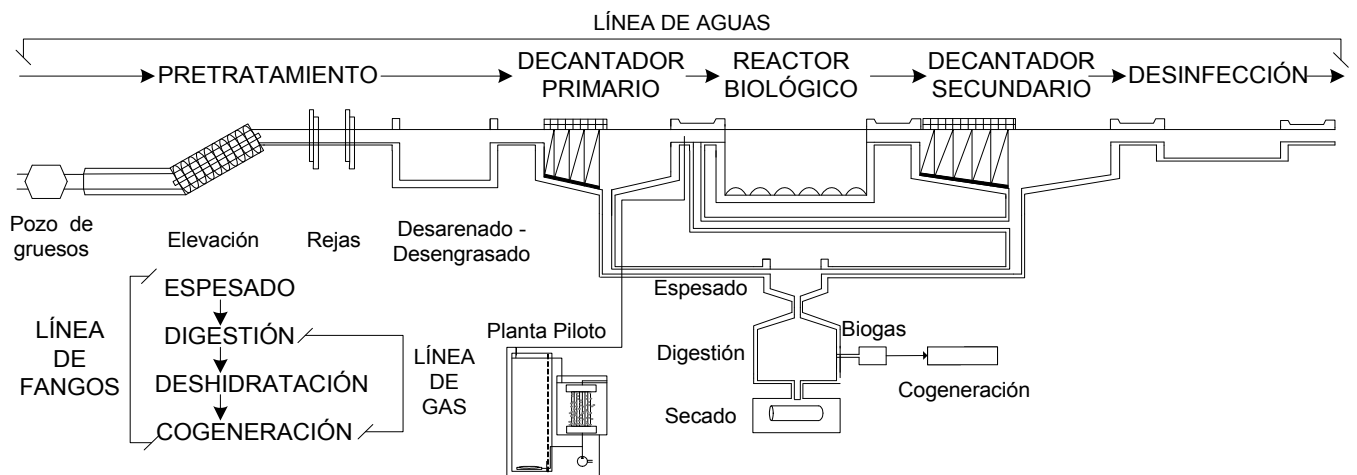 LÍNEA DE AGUAS
PRETRATAMIENTO
DECANTADOR
PRIMARIO
REACTOR
BIOLÓGICO
DECANTADOR
SECUNDARIO
DESINFECCIÓN
Pozo de
gruesos
Elevación
Rejas
Desarenado -
Desengrasado
LÍNEA
DE
FANGOS
ESPESADO
DIGESTIÓN
DESHIDRATACIÓN
COGENERACIÓN
LÍNEA
DE
GAS
Planta Piloto
Espesado
Digestión
Secado
Biogas
Cogeneración